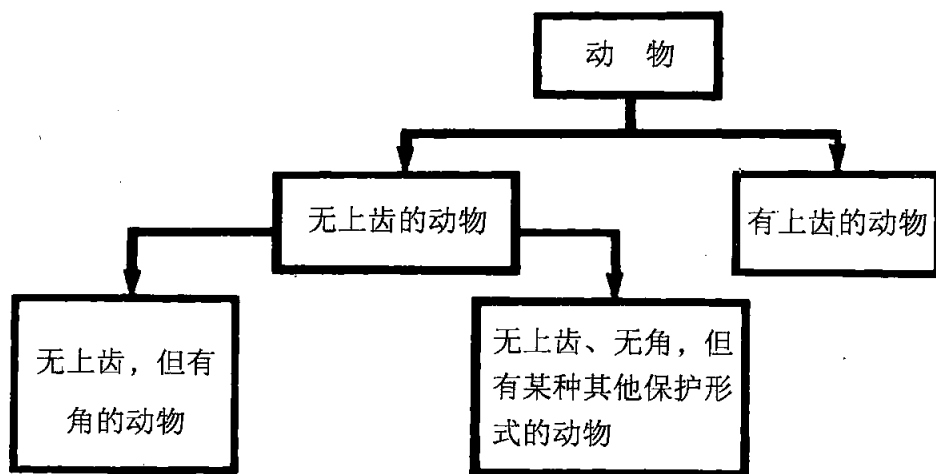 动 物
无上齿的动物
有上齿的动物
无上齿，但有
角的动物
无上齿、无角，但
有某种其他保护形
式的动物